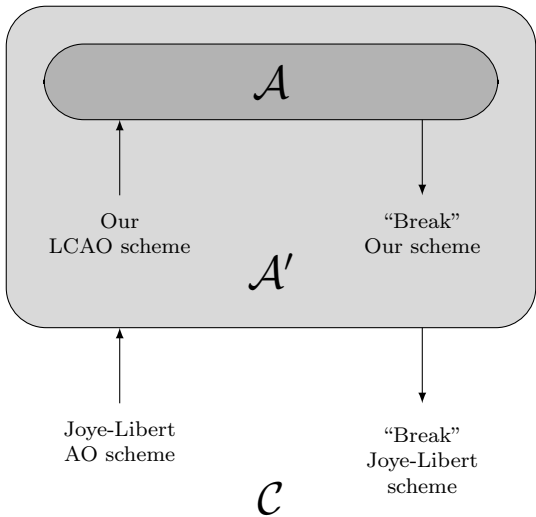 𝒜
Our
LCAO scheme
“Break”
Our scheme
𝒜′
Joye-Libert
AO scheme
“Break”
Joye-Libert
scheme
𝒞